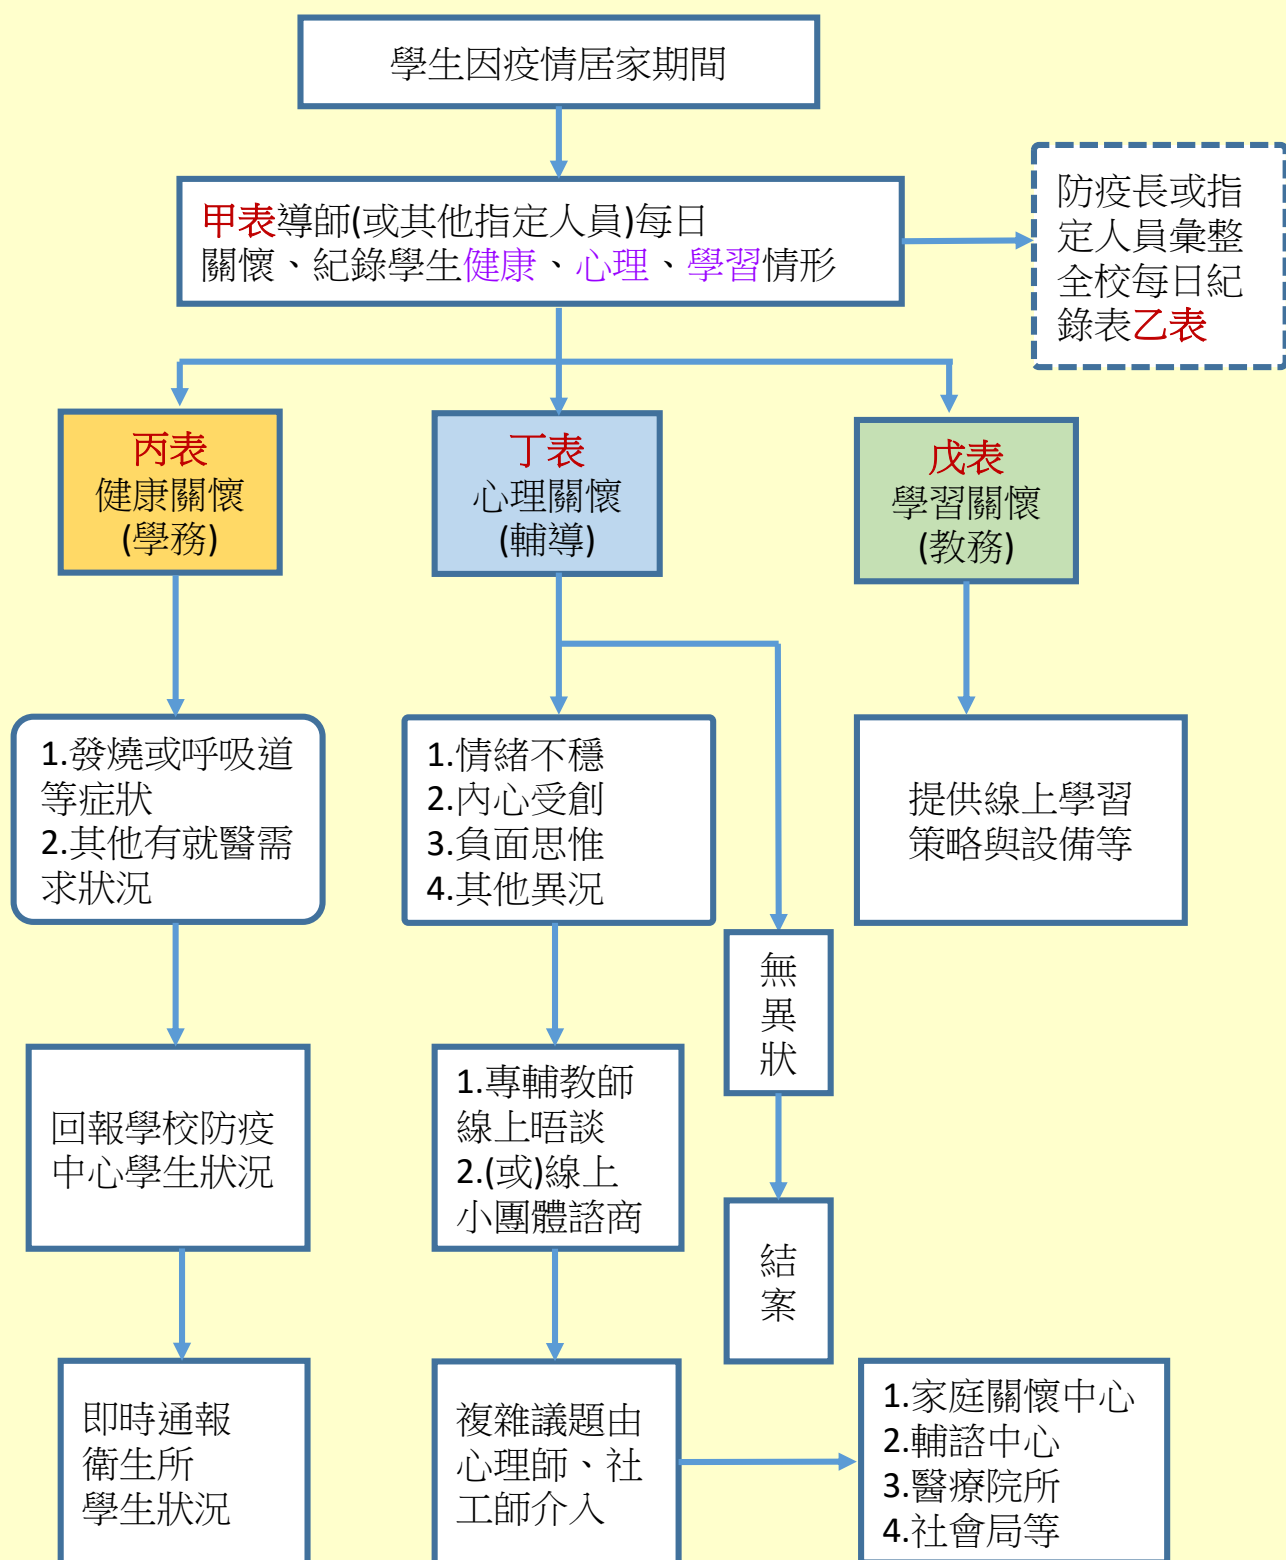 學生因疫情居家期間
甲表導師(或其他指定人員)每日
關懷、紀錄學生健康、心理、學習情形
防疫長或指
定人員彙整
全校每日紀
錄表乙表
丙表
健康關懷
(學務)
丁表
心理關懷
(輔導)
戊表
學習關懷
(教務)
1.發燒或呼吸道
等症狀
2.其他有就醫需
求狀況
1.情緒不穩
2.內心受創
3.負面思惟
4.其他異況
提供線上學習
策略與設備等
無
異
狀
回報學校防疫
中心學生狀況
1.專輔教師
線上晤談
2.(或)線上
小團體諮商
結
案
即時通報
衛生所
學生狀況
複雜議題由
心理師、社
工師介入
1.家庭關懷中心
2.輔諮中心
3.醫療院所
4.社會局等